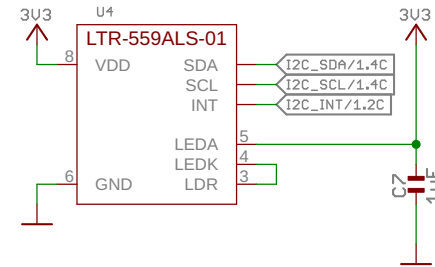 3V3
U4
3V3
LTR-559ALS-01
8
VDD
SDA
I2C_SDA/1.4C
SCL
I2C_SCL/1.4C
INT
I2C_INT/1.2C
LEDA
5
LEDK
4
6
GND
LDR
3
C7